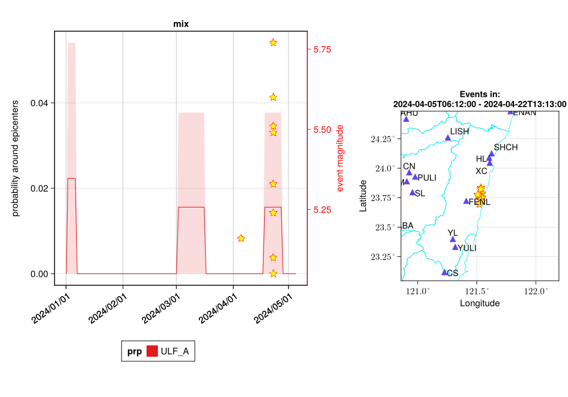 mix
probability around epicenters
0.04
0.02
0.00
5.75
5.50
5.25
event magnitude
2024/01/01
2024/02/01
2024/03/01
2024/04/01
2024/05/01
prp
ULF_A
Events in:
2024-04-05T06:12:00 - 2024-04-22T13:13:00
Latitude
24.25
24.0
23.75
23.5
23.25
AHU
ENAN
LISH
SHCH
HL
XC
CN
PULI
M
SL
FENL
BA
YL
YULI
CS
121.0
121.5
122.0
Longitude